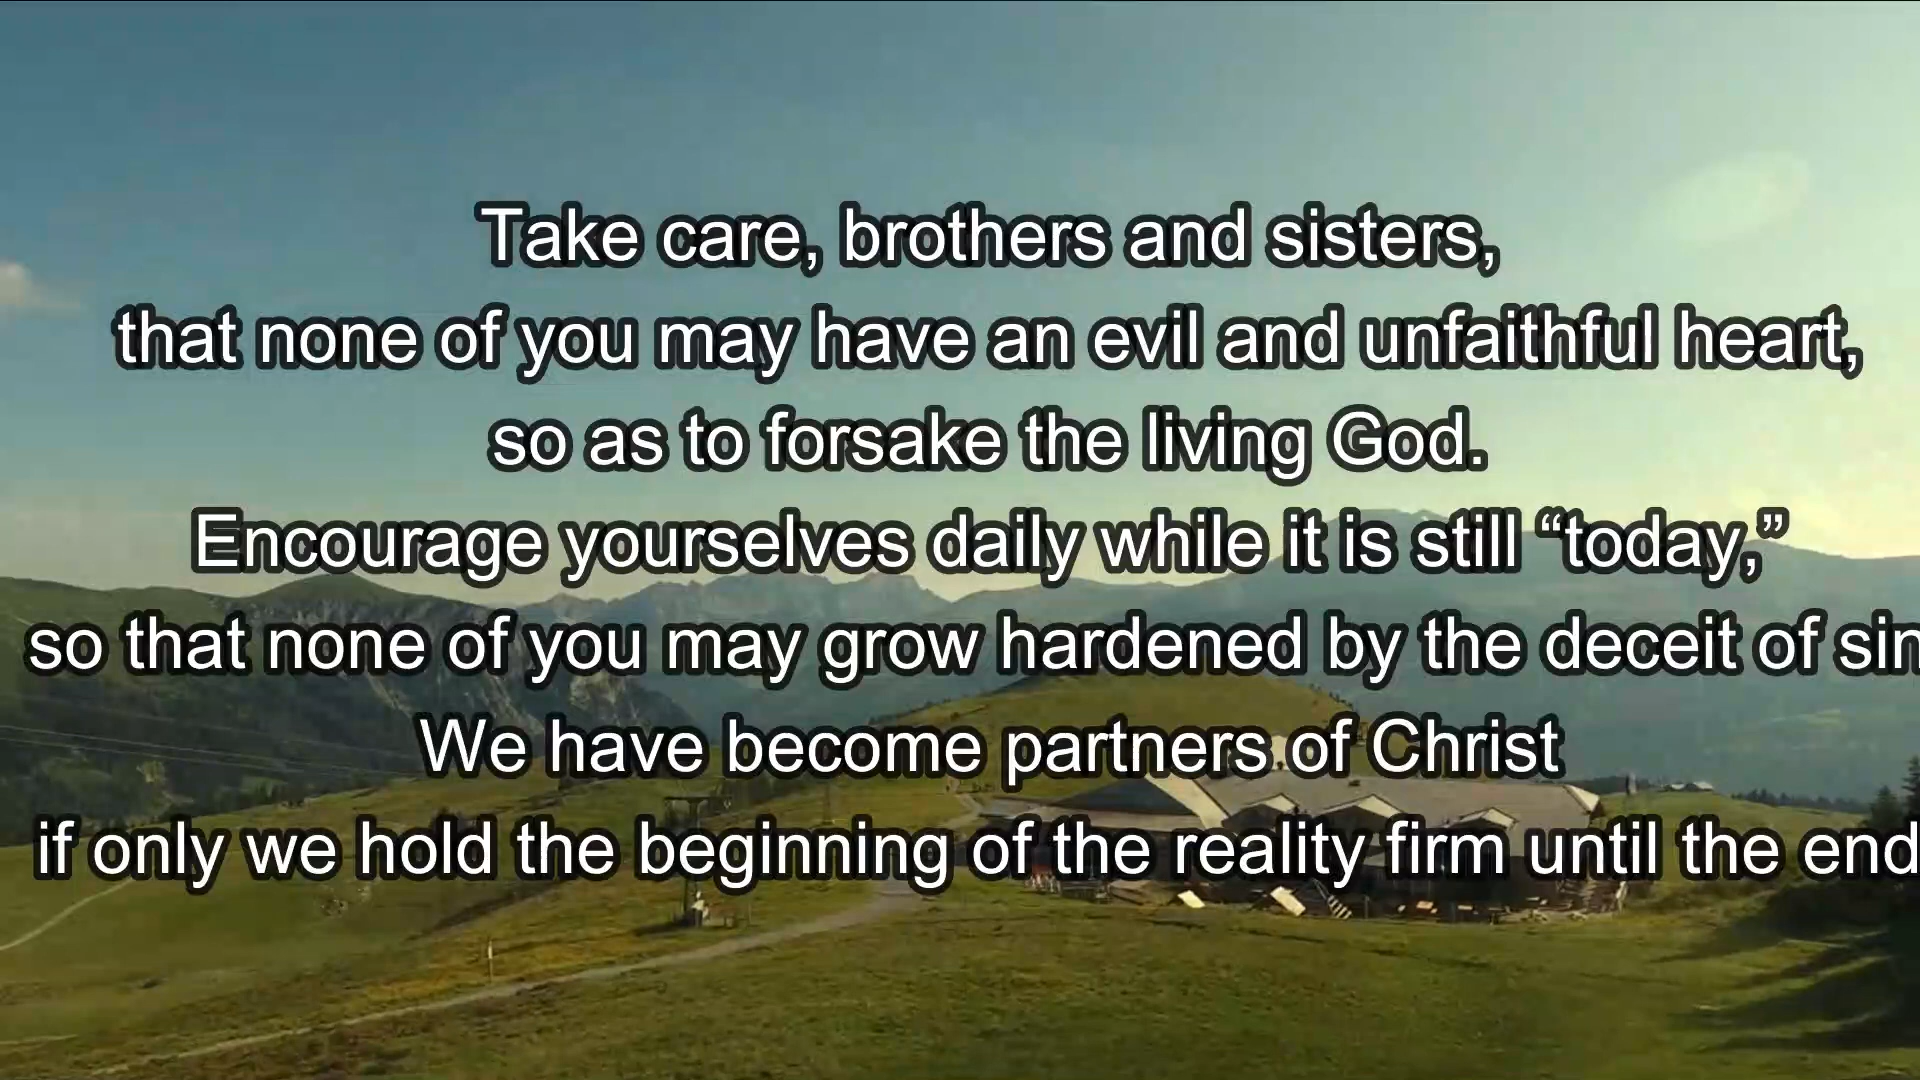 Take care, brothers and sisters,
that none of you may have an evil and unfaithful heart,
so as to forsake the living God.
Encourage yourselves daily while it is still “today,”
so that none of you may grow hardened by the deceit of sin
We have become partners of Christ
if only we hold the beginning of the reality firm until the end